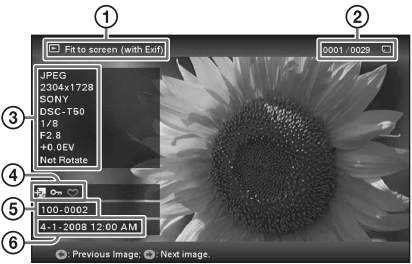 1
2
Fit to screen (with Exif)
0001/0029
3
JPEG
2304x1728
SONY
DSC-T50
1/8
F2.8
+0.0EV
Not Rotate
4
5
100-0002
4-1-2008 12:00 AM
6
: Previous Image; : Next image.